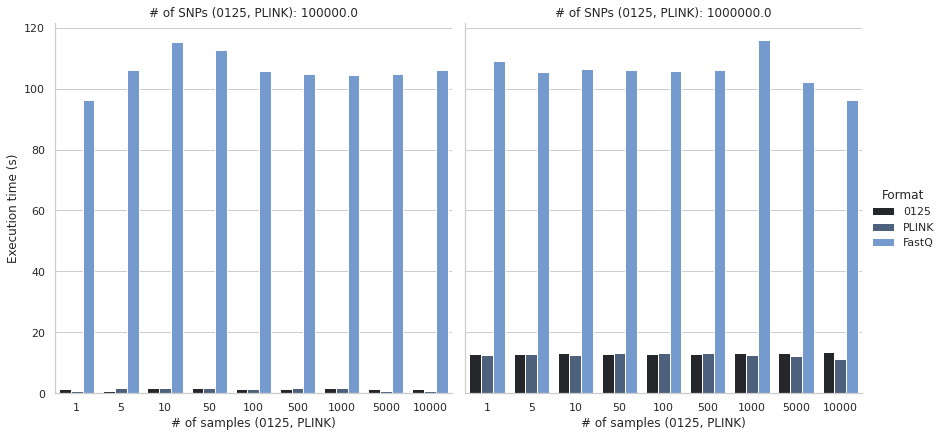 # of SNPs (0125, PLINK): 100000.0
# of SNPs (0125, PLINK): 1000000.0
120
100
80
60
40
20
0
Execution time (s)
1 5 10 50 100 500 1000 5000 10000
1 5 10 50 100 500 1000 5000 10000
# of samples (0125, PLINK)
# of samples (0125, PLINK)
Format
0125
PLINK
FastQ